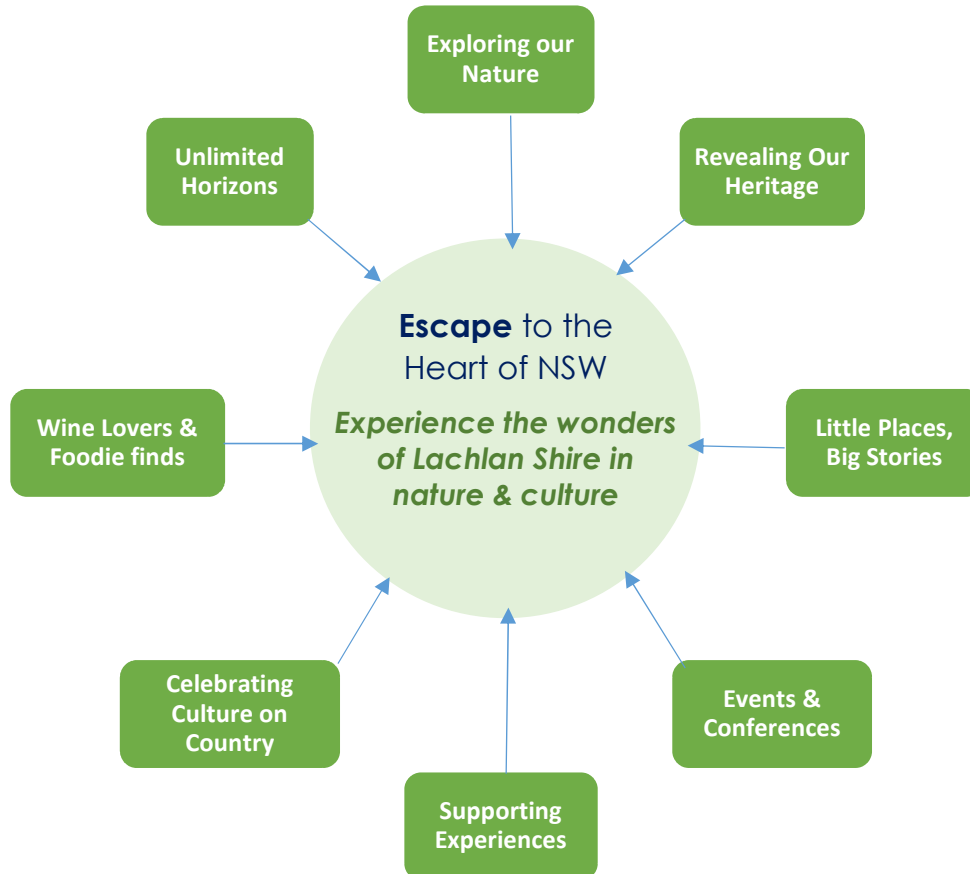 Exploring our
Nature
Unlimited
Horizons
Revealing Our
Heritage
Escape to the
Heart of NSW
Experience the wonders
of Lachlan Shire in
nature & culture
Wine Lovers &
Foodie finds
Little Places,
Big Stories
Celebrating
Culture on
Country
Events &
Conferences
Supporting
Experiences